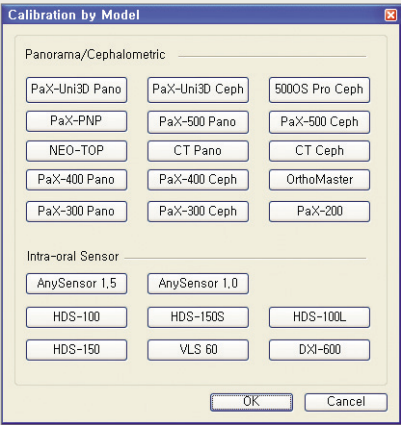 Calibration by Model
Panorama/Cephalometric
PaX-Uni3D Pano PaX-Uni3D Ceph 500OS Pro Ceph
PaX-PNP PaX-500 Pano PaX-500 Ceph
NEO-TOP CT Pano CT Ceph
PaX-400 Pano PaX-400 Ceph OrthoMaster
PaX-300 Pano PaX-300 Ceph PaX-200
Intra-oral Sensor
AnySensor 1.5 AnySensor 1.0
HDS-100 HDS-150S HDS-100L
HDS-150 VLS 60 DXI-600
OK Cancel